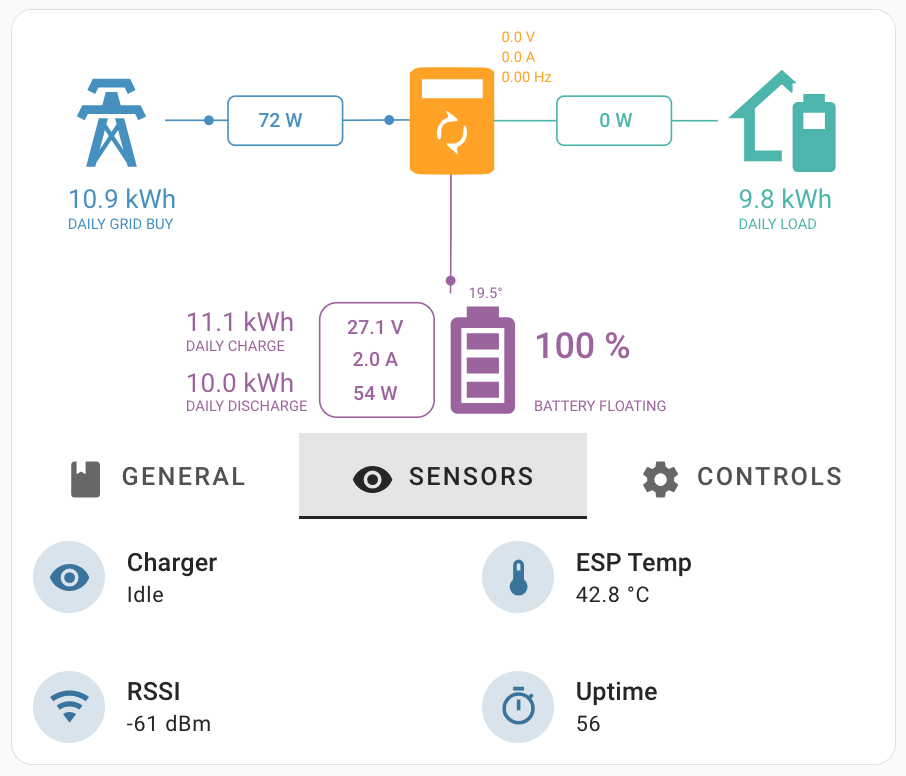 0.0 V
0.0 A
0.00 Hz
72 W
0 W
10.9 kWh
DAILY GRID BUY
9.8 kWh
DAILY LOAD
19.5°
11.1 kWh
DAILY CHARGE
10.0 kWh
DAILY DISCHARGE
27.1 V
2.0 A
54 W
100 %
BATTERY FLOATING
GENERAL
SENSORS
CONTROLS
Charger
Idle
ESP Temp
42.8 °C
RSSI
-61 dBm
Uptime
56